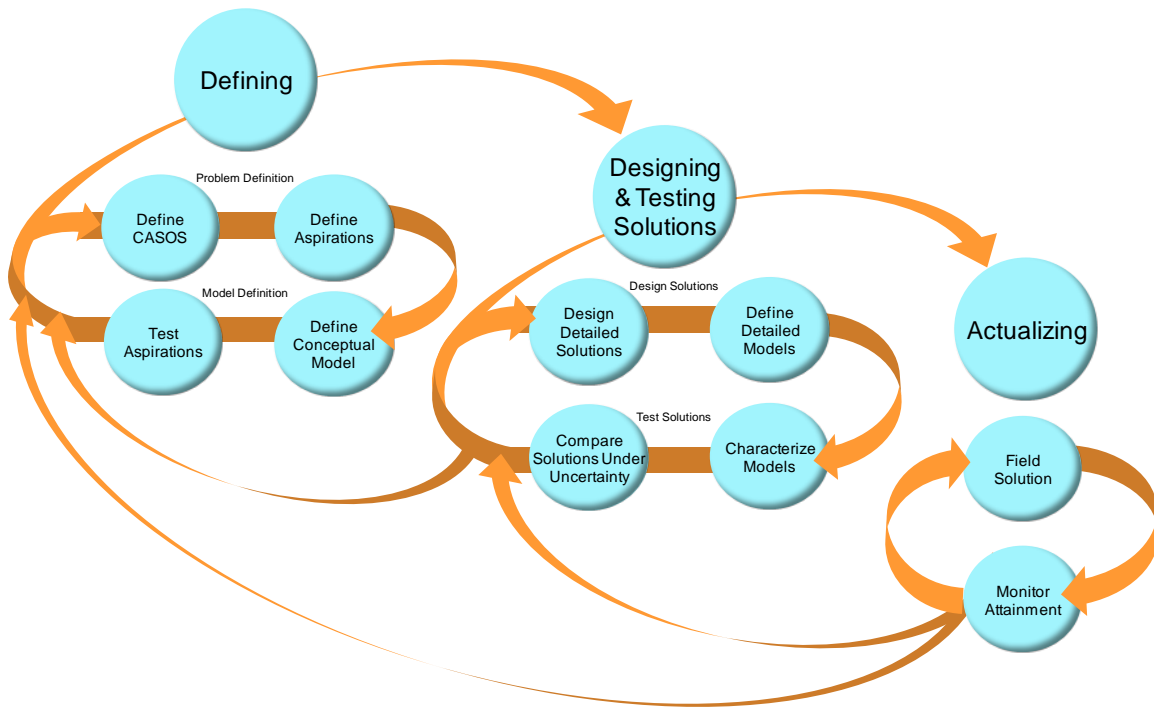 Defining
Problem Definition
Define
CASOS
Define
Aspirations
Model Definition
Test
Aspirations
Define
Conceptual
Model
Designing
& Testing
Solutions
Design Solutions
Design
Detailed
Solutions
Define
Detailed
Models
Test Solutions
Compare
Solutions Under
Uncertainty
Characterize
Models
Actualizing
Field
Solution
Monitor
Attainment